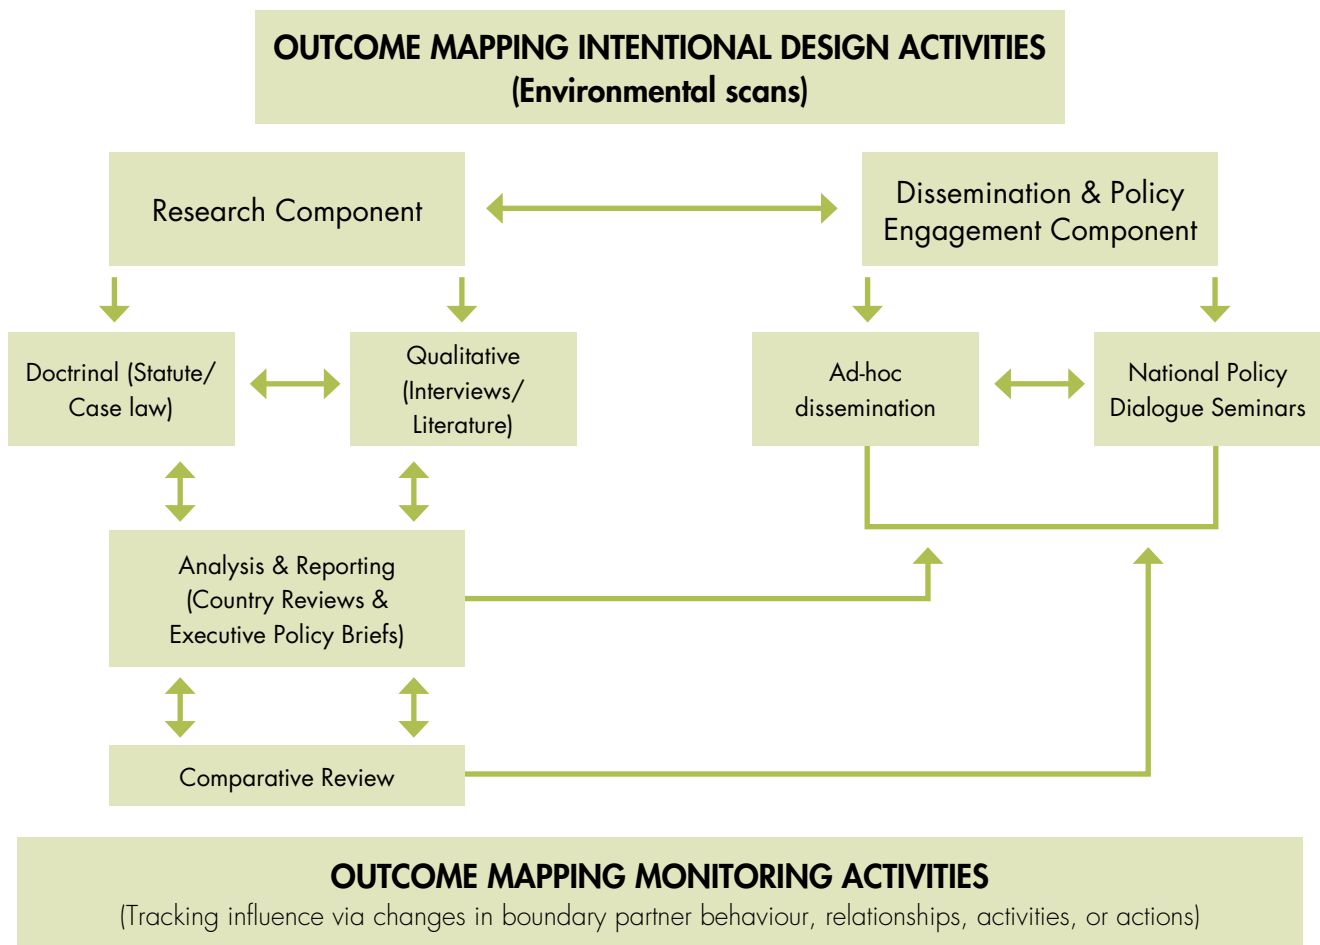 OUTCOME MAPPING INTENTIONAL DESIGN ACTIVITIES
(Environmental scans)
Research Component
Dissemination & Policy
Engagement Component
Doctrinal (Statute/
Case law)
Qualitative
(Interviews/
Literature)
Ad-hoc
dissemination
National Policy
Dialogue Seminars
Analysis & Reporting
(Country Reviews &
Executive Policy Briefs)
Comparative Review
OUTCOME MAPPING MONITORING ACTIVITIES
(Tracking influence via changes in boundary partner behaviour, relationships, activities, or actions)